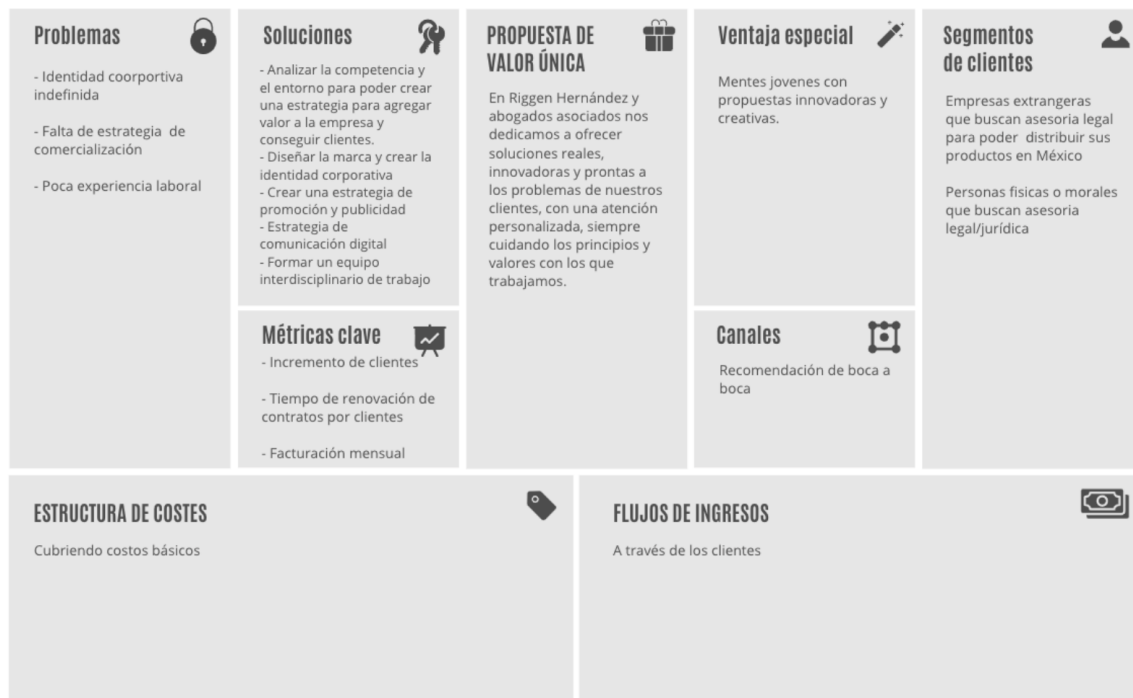 Problemas
- Identidad coorportiva
indefinida
- Falta de estrategia  de
comercialización
- Poca experiencia laboral
Soluciones
- Analizar la competencia y
el entorno para poder crear
una estrategia para agregar
valor a la empresa y
conseguir clientes.
- Diseñar la marca y crear la
identidad corporativa
- Crear una estrategia de
promoción y publicidad
- Estrategia de
comunicación digital
- Formar un equipo
interdisciplinario de trabajo
Métricas clave
- Incremento de clientes
- Tiempo de renovación de
contratos por clientes
- Facturación mensual
PROPUESTA DE
VALOR ÚNICA
En Riggen Hernández y
abogados asociados nos
dedicamos a ofrecer
soluciones reales,
innovadoras y prontas a
los problemas de nuestros
clientes, con una atención
personalizada, siempre
cuidando los principios y
valores con los que
trabajamos.
Ventaja especial
Mentes jovenes con
propuestas innovadoras y
creativas.
Canales
Recomendación de boca a
boca
Segmentos
de clientes
Empresas extrangeras
que buscan asesoria legal
para poder  distribuir sus
productos en México
Personas fisicas o morales
que buscan asesoria
legal/jurídica
ESTRUCTURA DE COSTES
Cubriendo costos básicos
FLUJOS DE INGRESOS
A través de los clientes